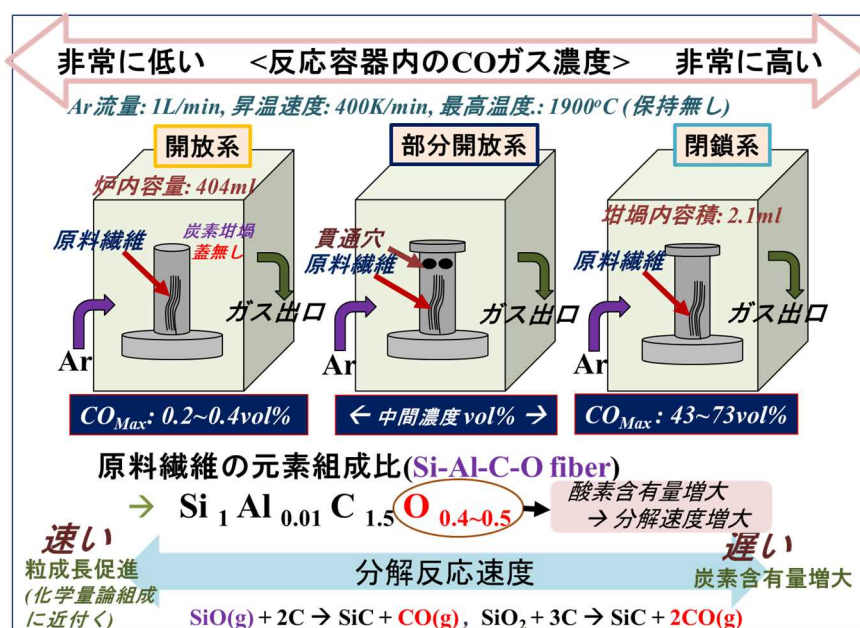 非常に低い <反応容器内のCOガス濃度> 非常に高い
Ar流量: 1L/min, 昇温速度: 400K/min, 最高温度.: 1900oC (保持無し)
開放系 部分開放系 閉鎖系
炉内容量: 404ml
坩堝内容積: 2.1ml
炭素坩堝
蓋無し
原料繊維
貫通穴
原料繊維
原料繊維
ガス出口
ガス出口
ガス出口
Ar
Ar
Ar
COMax: 0.2~0.4vol% ← 中間濃度 vol% → COMax: 43~73vol%
原料繊維の元素組成比(Si-Al-C-O fiber)
→ Si 1 Al 0.01 C 1.5 O 0.4~0.5
酸素含有量増大
→ 分解速度増大
速い
粒成長促進
(化学量論組成
に近付く)
分解反応速度
遅い
炭素含有量増大
SiO(g) + 2C → SiC + CO(g), SiO2 + 3C → SiC + 2CO(g)